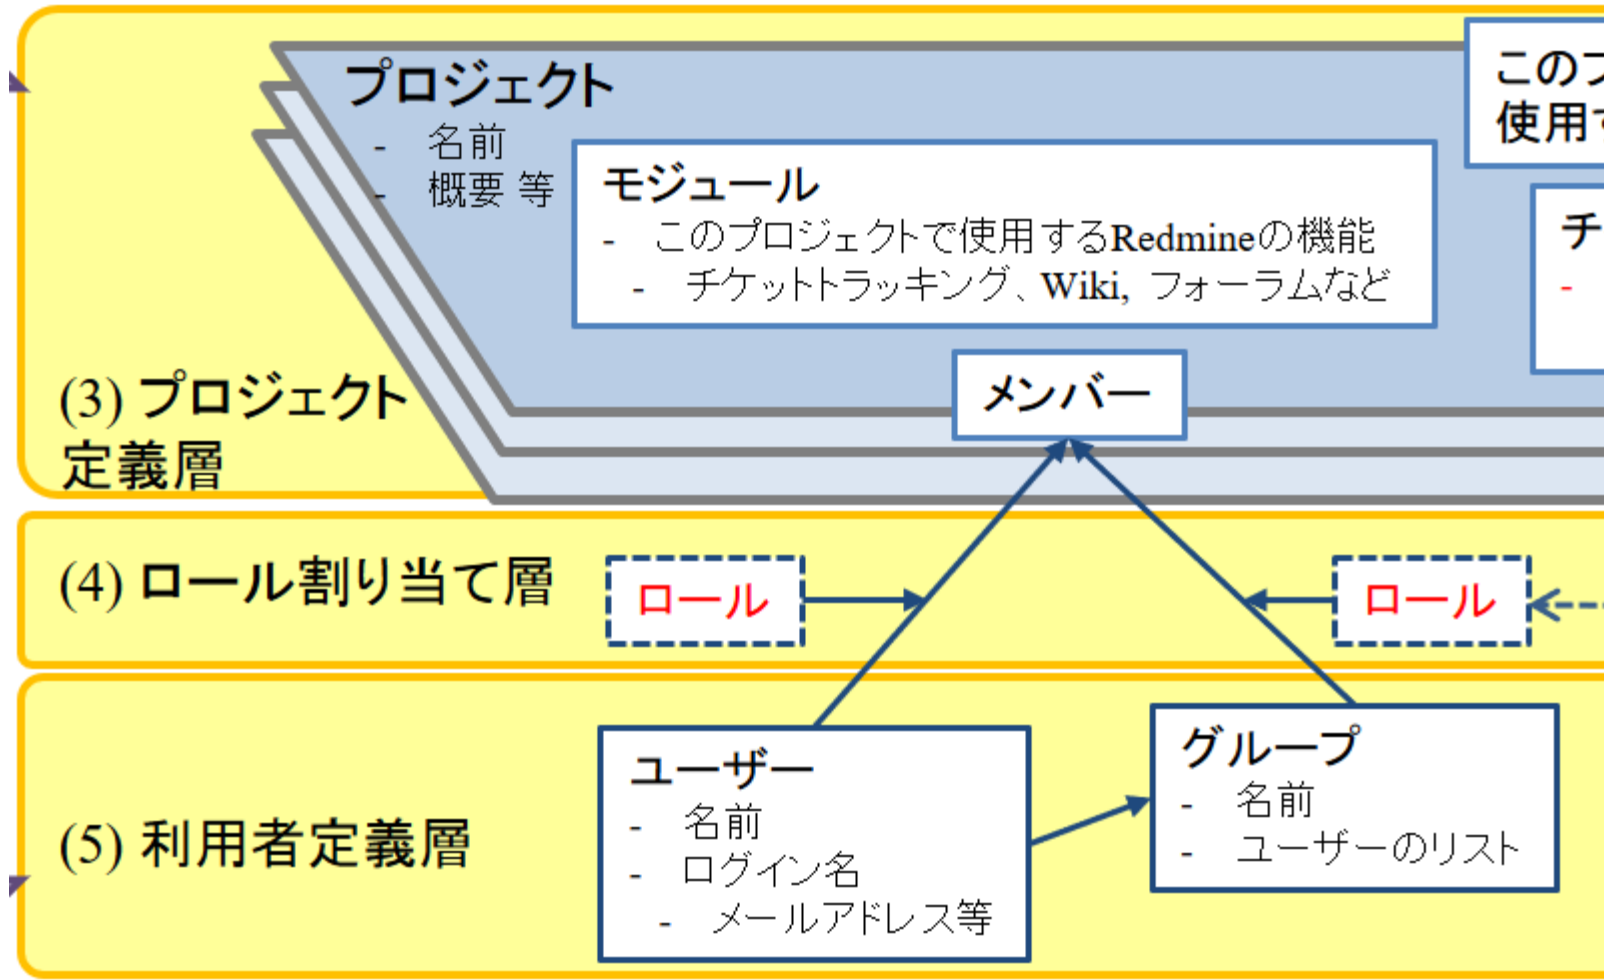 プロジェクト
- 名前
- 概要 等
モジュール
- このプロジェクトで使用するRedmineの機能
- チケットトラッキング、Wiki, フォーラムなど
このフ
使用す
チ
-
メンバー
(3) プロジェクト
定義層
(4) ロール割り当て層
ロール
ロール
(5) 利用者定義層
ユーザー
- 名前
- ログイン名
- メールアドレス等
グループ
- 名前
- ユーザーのリスト